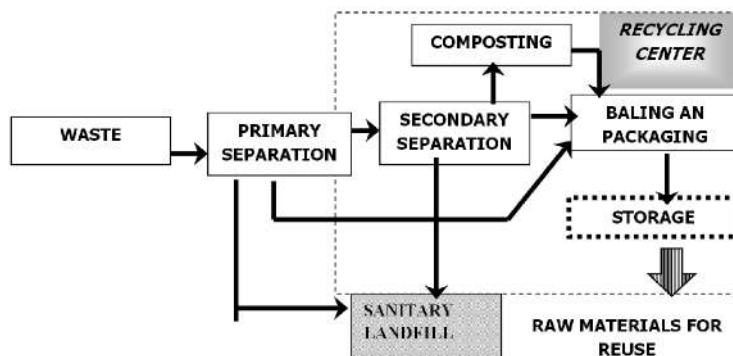 COMPOSTING
RECYCLING
CENTER
WASTE
PRIMARY
SEPARATION
SECONDARY
SEPARATION
BALING AN
PACKAGING
STORAGE
SANITARY
LANDFILL
RAW MATERIALS FOR
REUSE